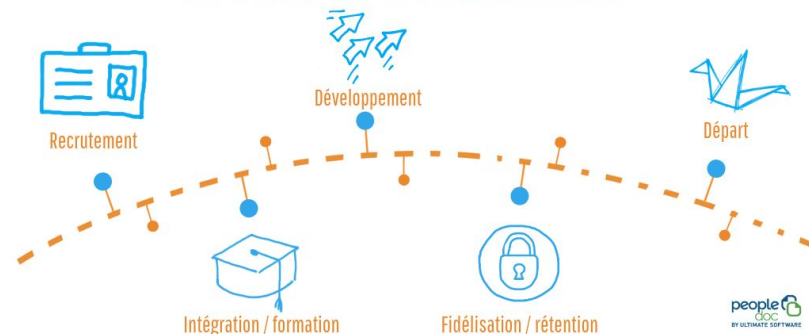 Développement
Recrutement
Départ
Intégration / formation
Fidélisation / rétention
people
doc
BY ULTIMATE SOFTWARE